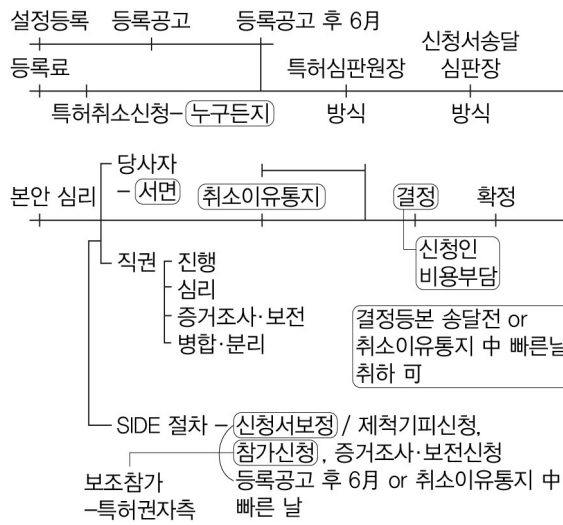 설정등록 등록공고 등록공고 후 6月
신청서송달
등록료 특허심판원장 심판장
특허취소신청– 누구든지 방식 방식
당사자
본안 심리 – 서면 취소이유통지 결정 확정
직권 진행 신청인
심리 비용부담
증거조사·보전
병합·분리
결정등본 송달전 or
취소이유통지 中 빠른날
취하 可
SIDE 절차 – 신청서보정 / 제척기피신청,
참가신청, 증거조사·보전신청
보조참가 등록공고 후 6月 or 취소이유통지 中
–특허권자측 빠른 날